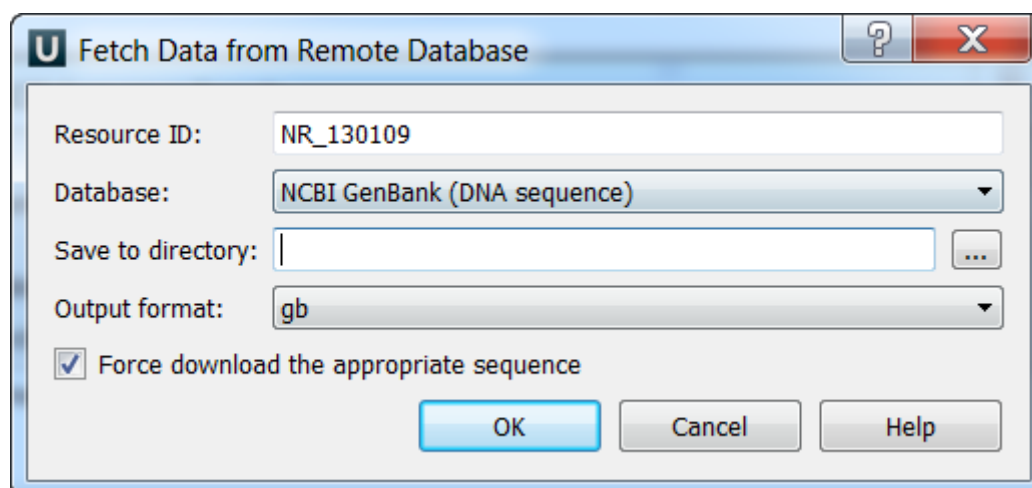 U Fetch Data from Remote Database ? X
Resource ID: NR_130109
Database: NCBI GenBank (DNA sequence)
Save to directory: ...
Output format: gb
Force download the appropriate sequence
OK Cancel Help